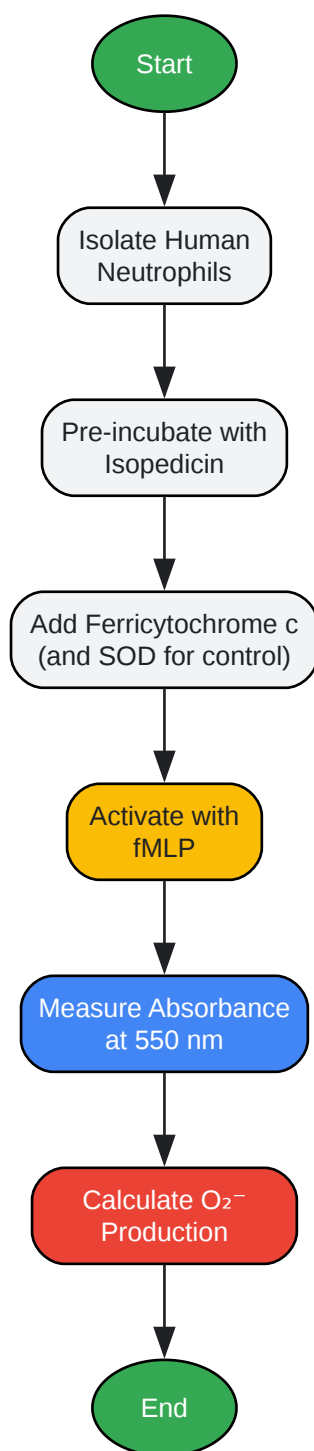 Start
Isolate Human
Neutrophils
Pre-incubate with
Isopedicin
Add Ferricytochrome c
(and SOD for control)
Activate with
fMLP
Measure Absorbance
at 550 nm
Calculate O₂⁻
Production
End